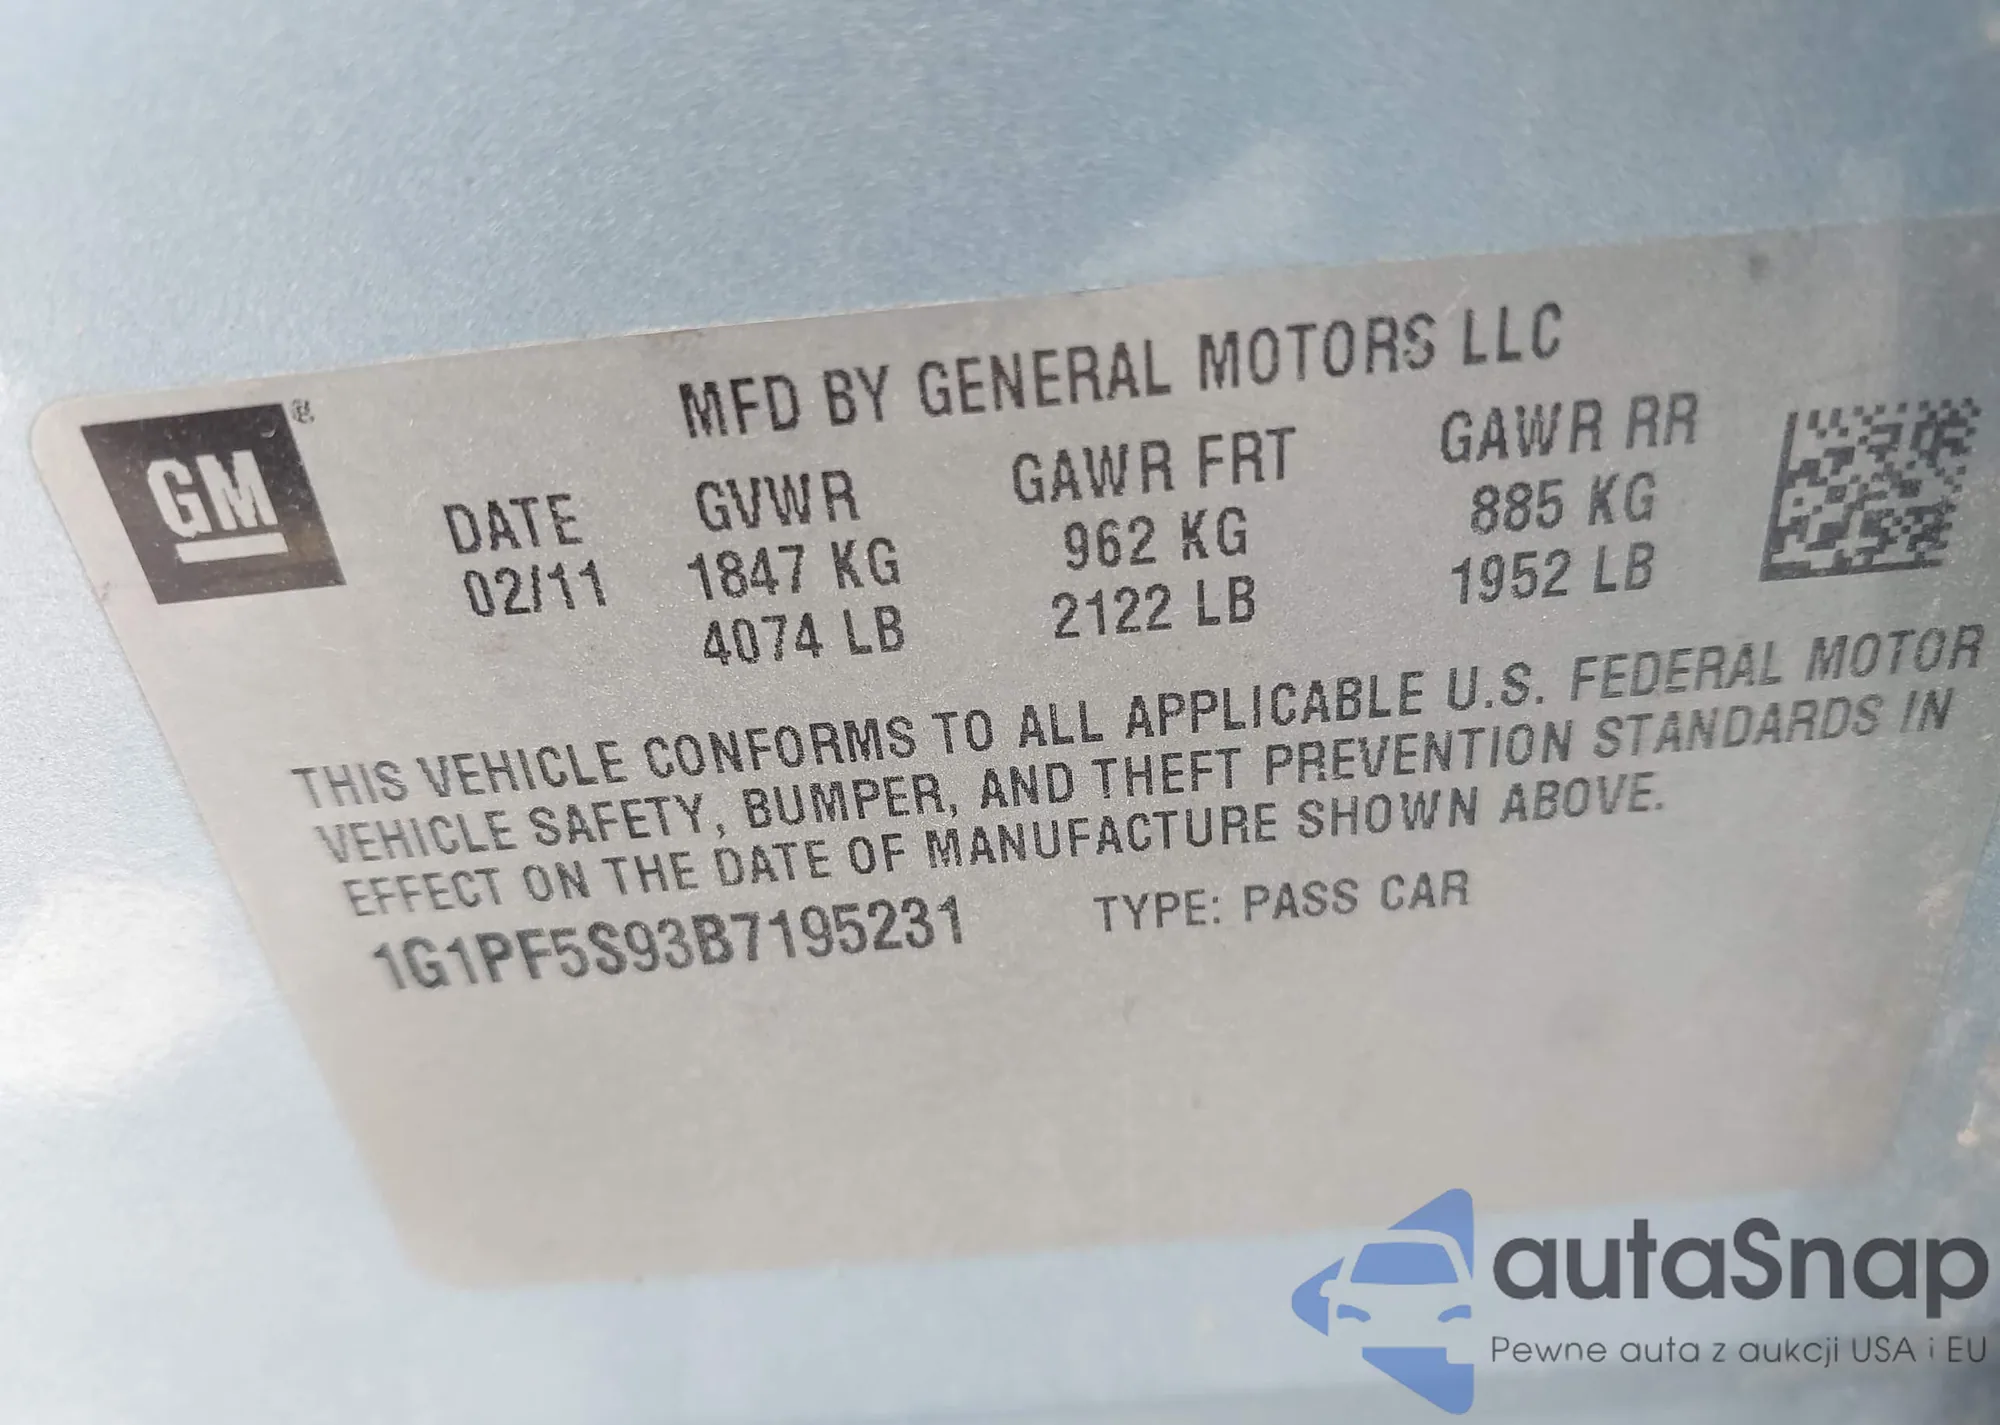 MFD BY GENERAL MOTORS LLC
GM®
DATE GVWR GAWR FRT GAWR RR
02/11 1847 KG 962 KG 885 KG
4074 LB 2122 LB 1952 LB
THIS VEHICLE CONFORMS TO ALL APPLICABLE U.S. FEDERAL MOTOR
VEHICLE SAFETY, BUMPER, AND THEFT PREVENTION STANDARDS IN
EFFECT ON THE DATE OF MANUFACTURE SHOWN ABOVE.
1G1PF5S93B7195231 TYPE: PASS CAR
autaSnap
Pewne auta z aukcji USA i EU